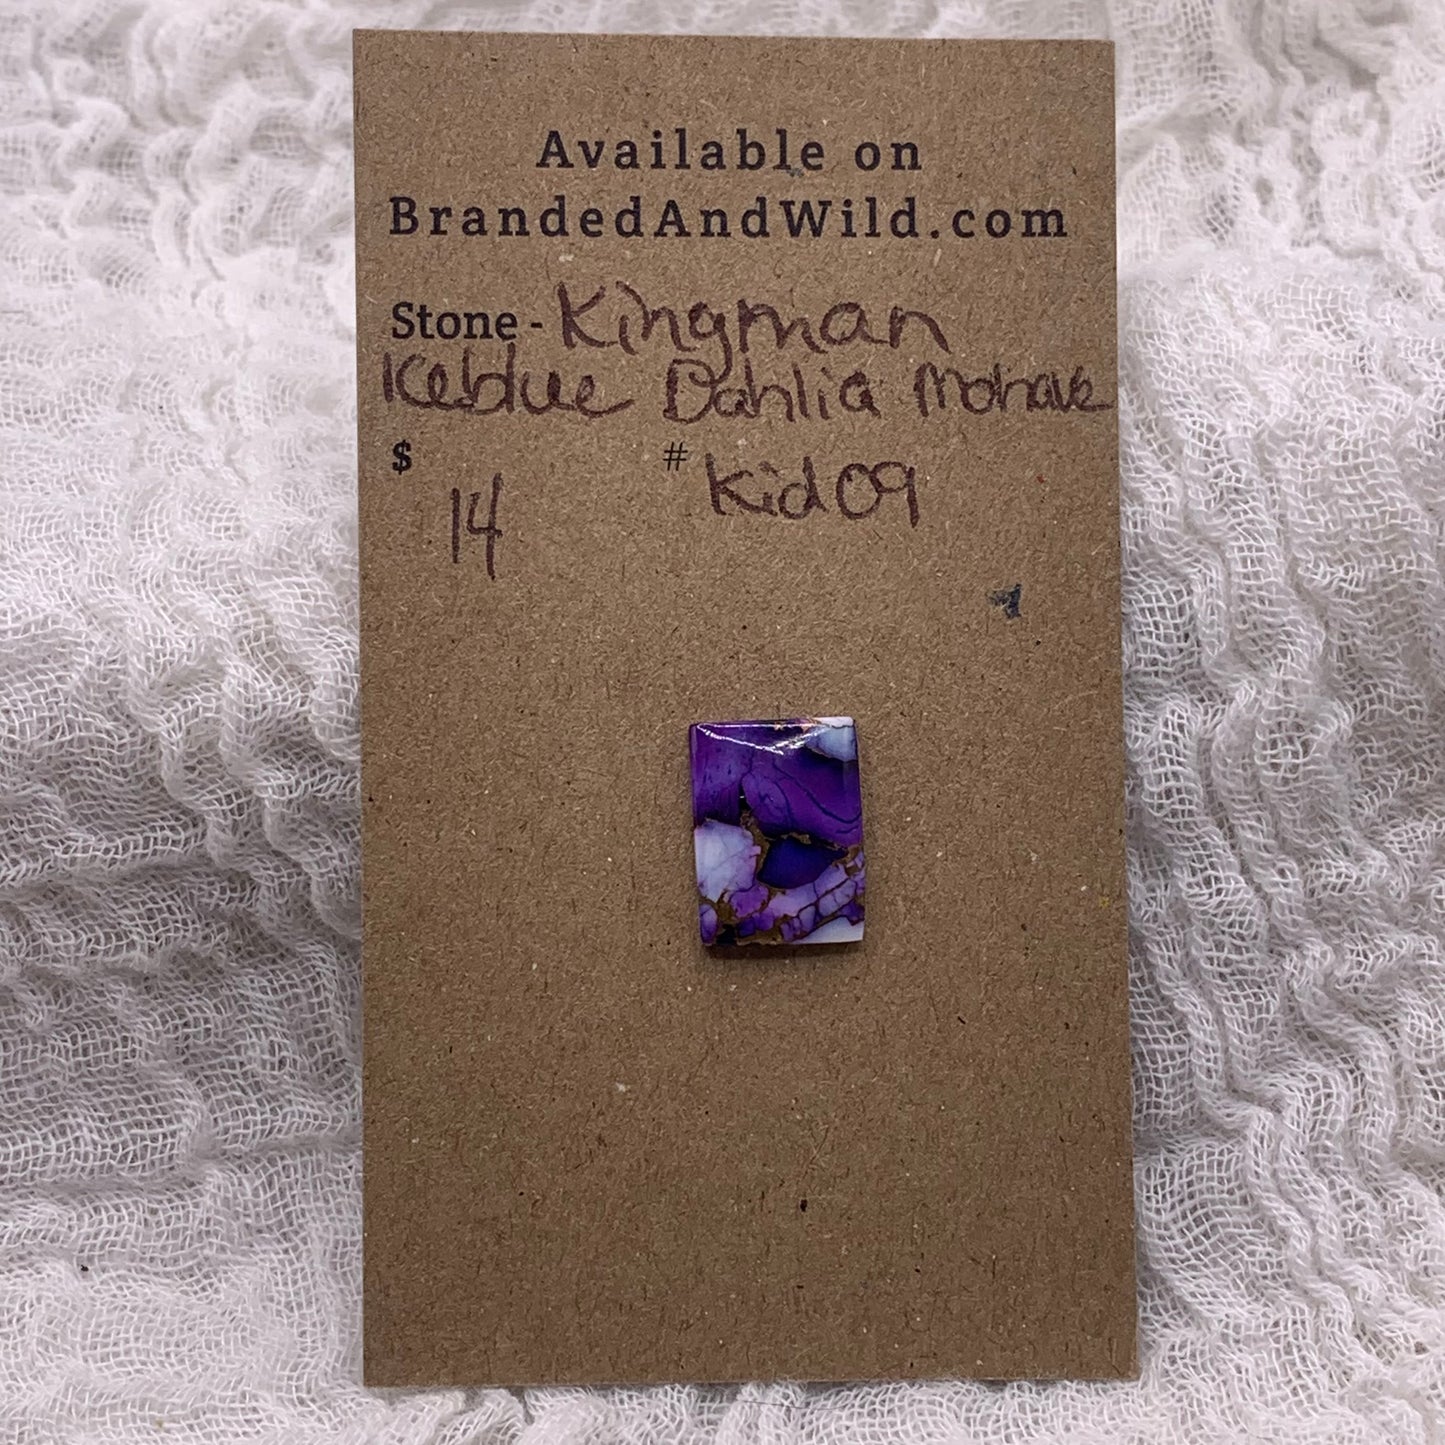 Available on
BrandedAndWild.com
Stone - Kingman
Iceblue Dahlia Mohave
$ # Kid09
14